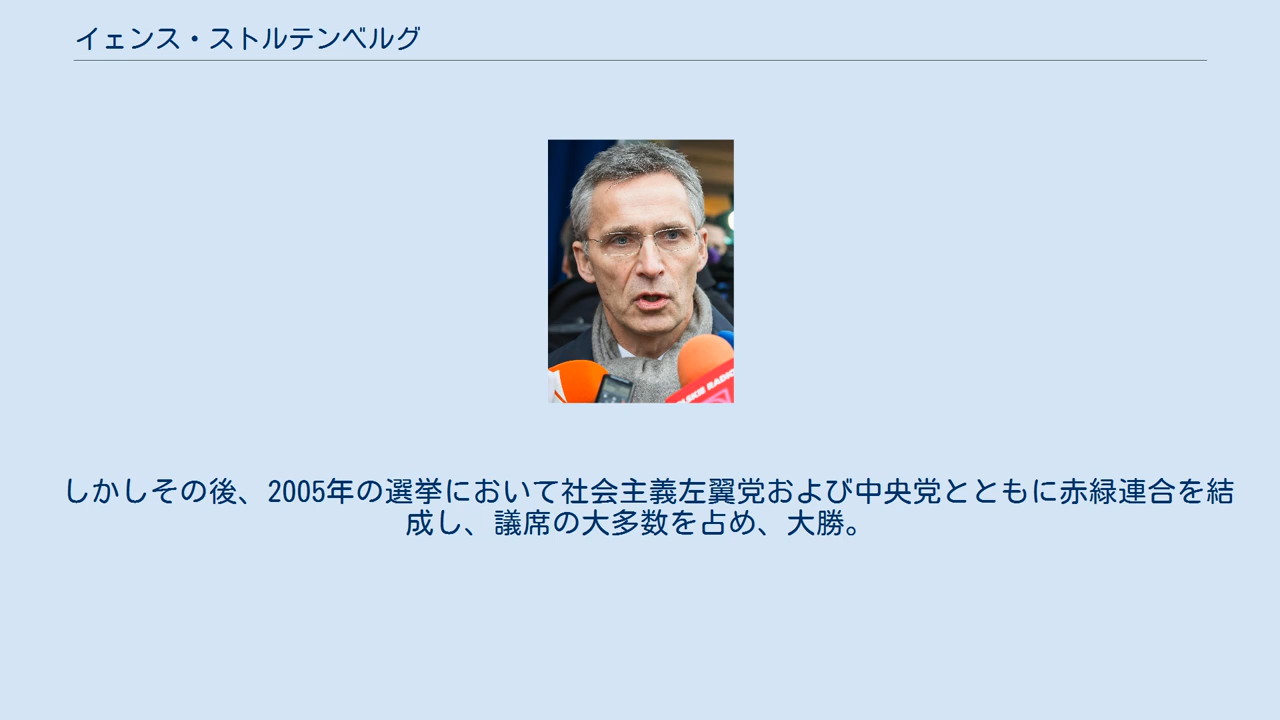 イェンス・ストルテンベルグ
LSKIE RADIO
しかしその後、2005年の選挙において社会主義左翼党および中央党とともに赤緑連合を結
成し、議席の大多数を占め、大勝。